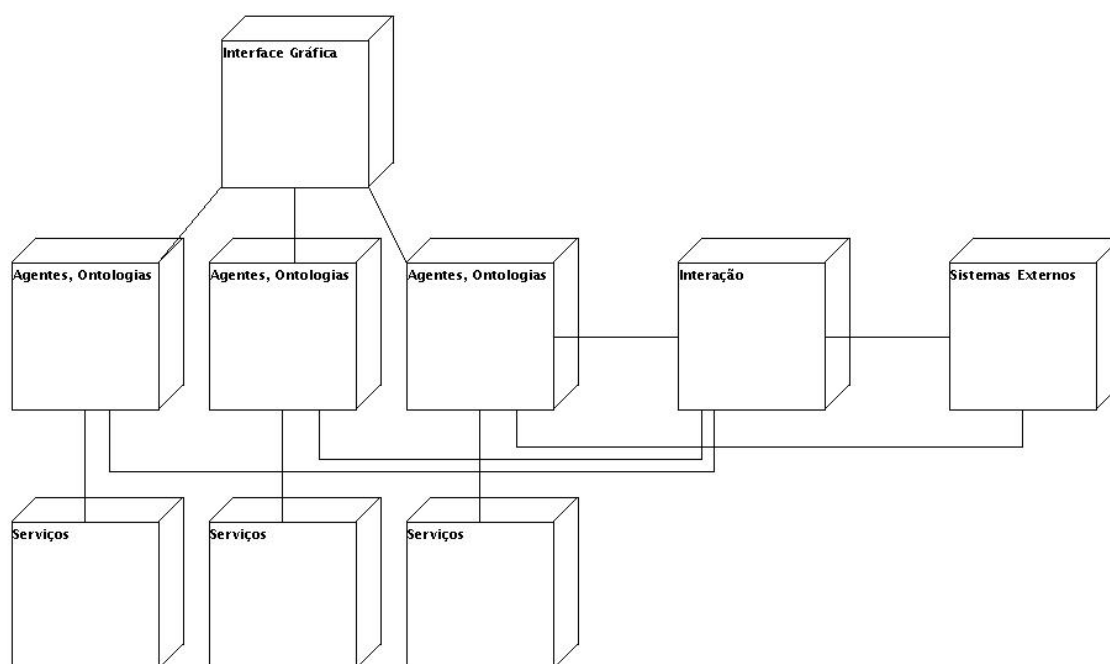 Interface Gráfica
Agentes, Ontologias
Agentes, Ontologias
Agentes, Ontologias
Interação
Sistemas Externos
Serviços
Serviços
Serviços